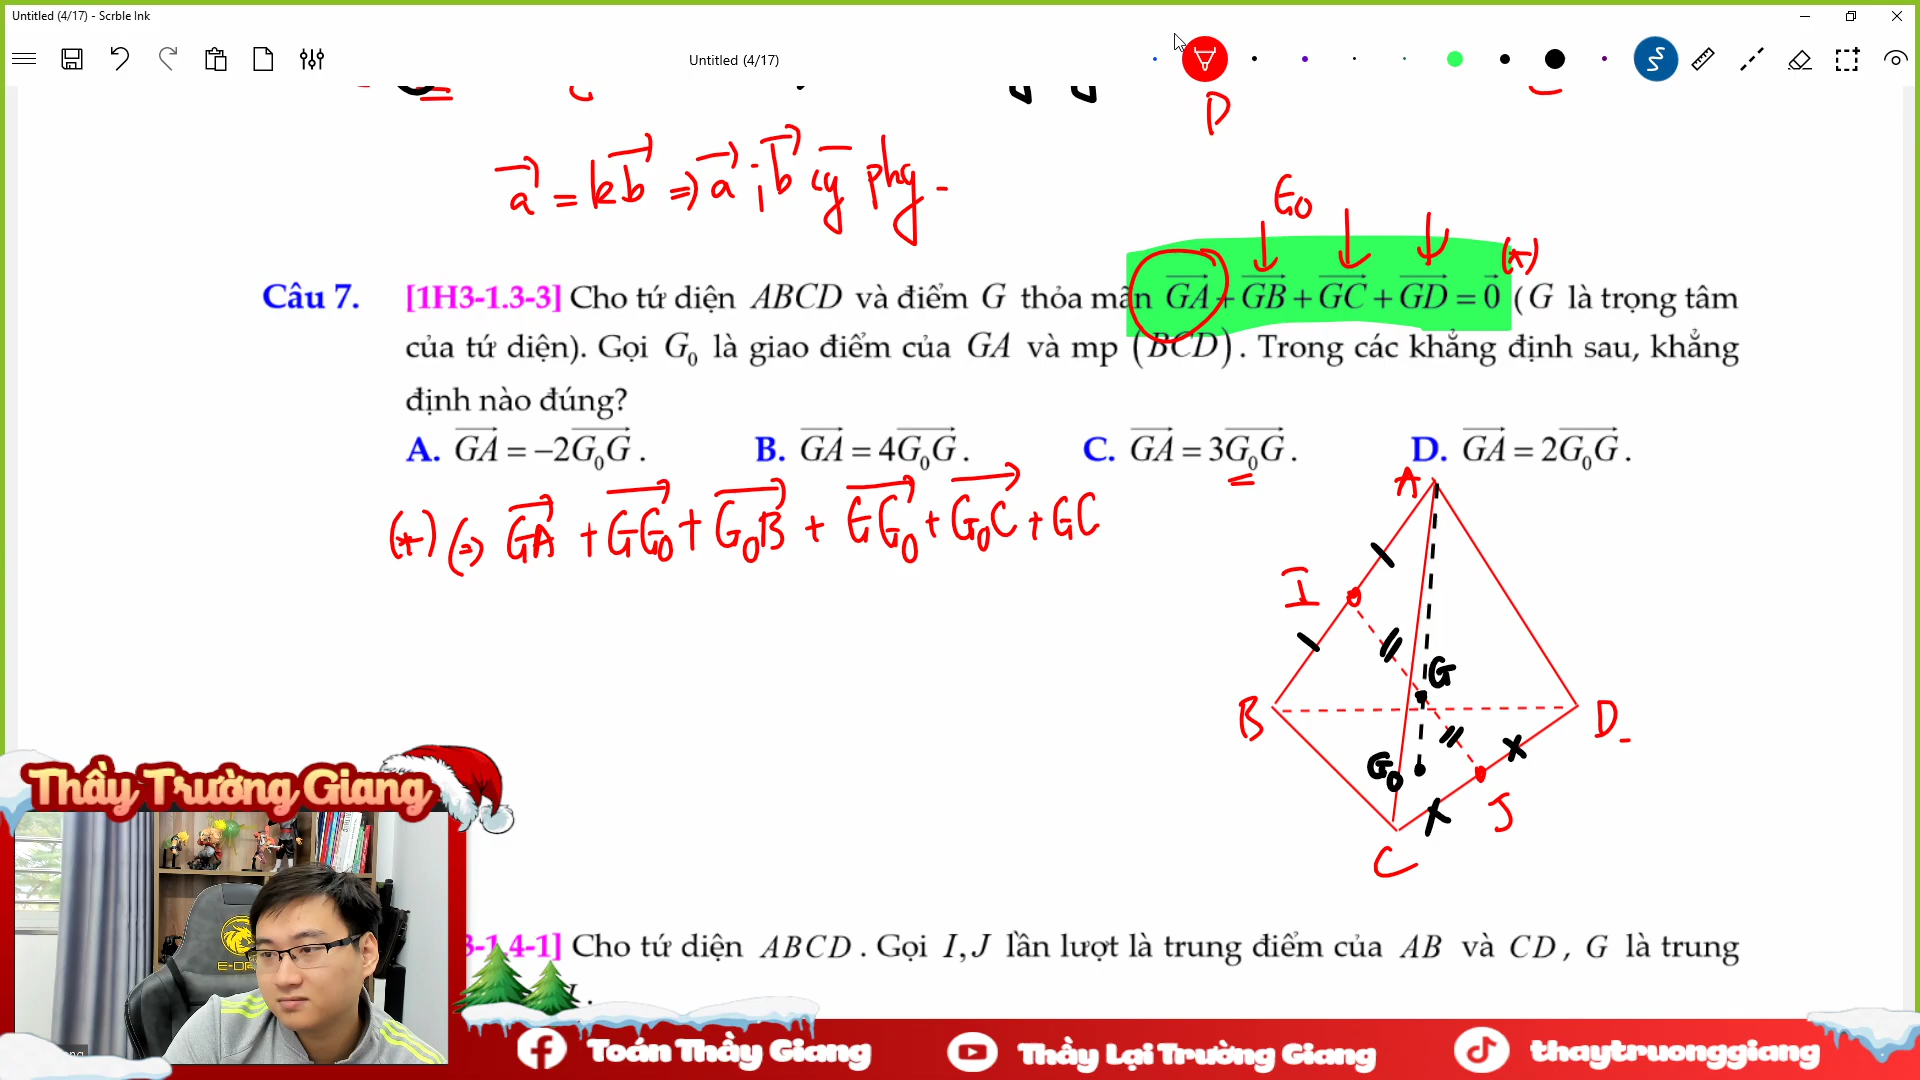 Untitled (4/17) - Scrble Ink
Untitled (4/17)
D
a = kb => a ; b
G0
(*)
Câu 7. [1H3-1.3-3] Cho tứ diện ABCD và điểm G thỏa mãn GA + GB + GC + GD = 0 (G là trọng tâm
của tứ diện). Gọi G₀ là giao điểm của GA và mp (BCD). Trong các khẳng định sau, khẳng
định nào đúng?
A. GA = −2G₀G. B. GA = 4G₀G. C. GA = 3G₀G. D. GA = 2G₀G.
(*) (=) GA + GG₀ + G₀B + GG₀ + G₀C + GC
A
I
G
B
D
G₀
J
C
Thầy Trường Giang
3-1.4-1] Cho tứ diện ABCD. Gọi I, J lần lượt là trung điểm của AB và CD, G là trung
Toán Thầy Giang
Thầy Lại Trường Giang
thaytruonggiang